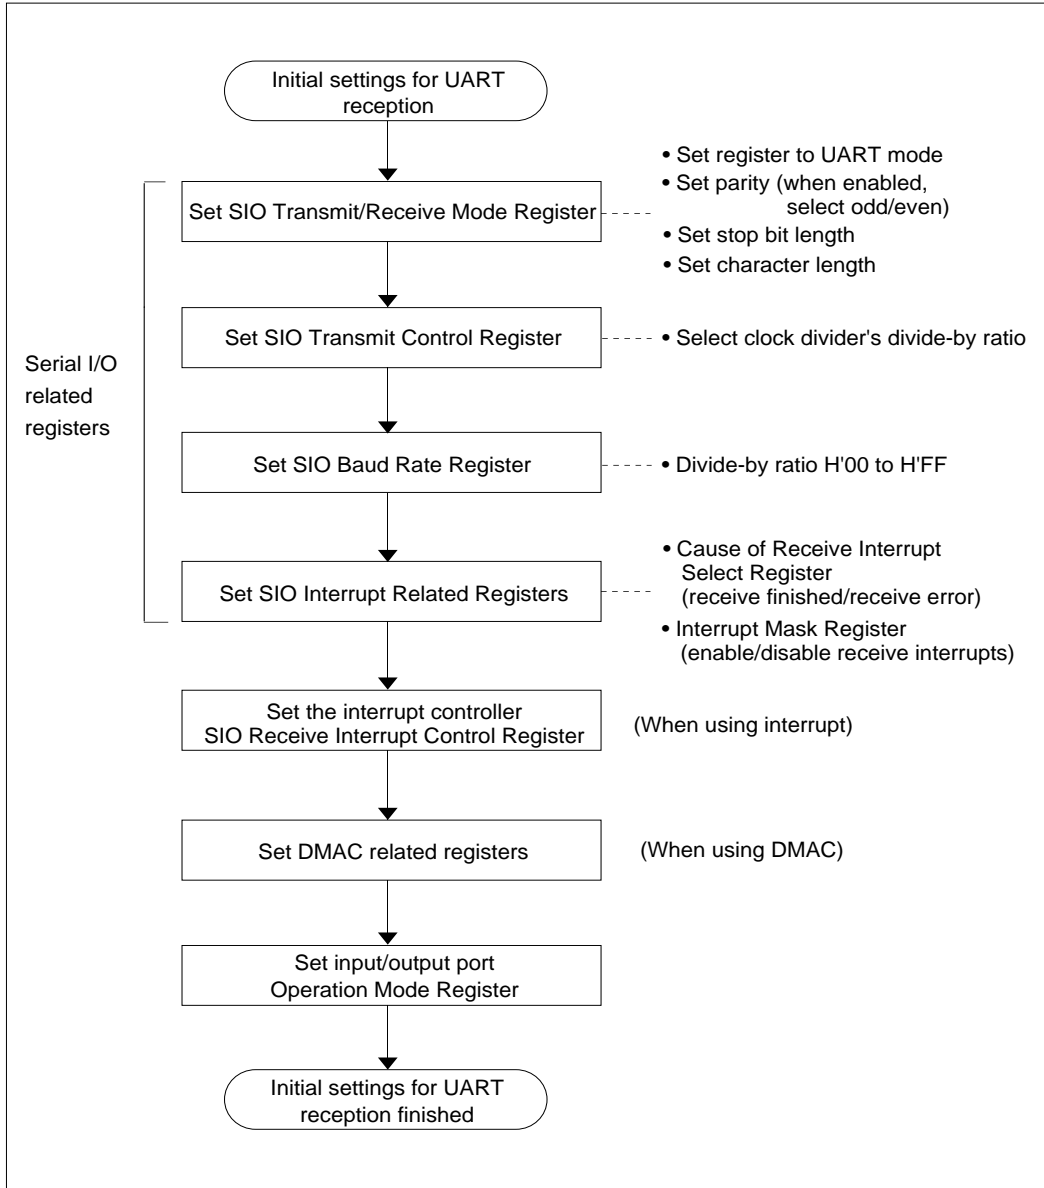 Initial settings for UART
reception
• Set register to UART mode
• Set parity (when enabled,
select odd/even)
• Set stop bit length
• Set character length
Set SIO Transmit/Receive Mode Register
Set SIO Transmit Control Register
• Select clock divider's divide-by ratio
Serial I/O
related
registers
Set SIO Baud Rate Register
• Divide-by ratio H'00 to H'FF
Set SIO Interrupt Related Registers
• Cause of Receive Interrupt
Select Register
(receive finished/receive error)
• Interrupt Mask Register
(enable/disable receive interrupts)
Set the interrupt controller
SIO Receive Interrupt Control Register
(When using interrupt)
Set DMAC related registers
(When using DMAC)
Set input/output port
Operation Mode Register
Initial settings for UART
reception finished